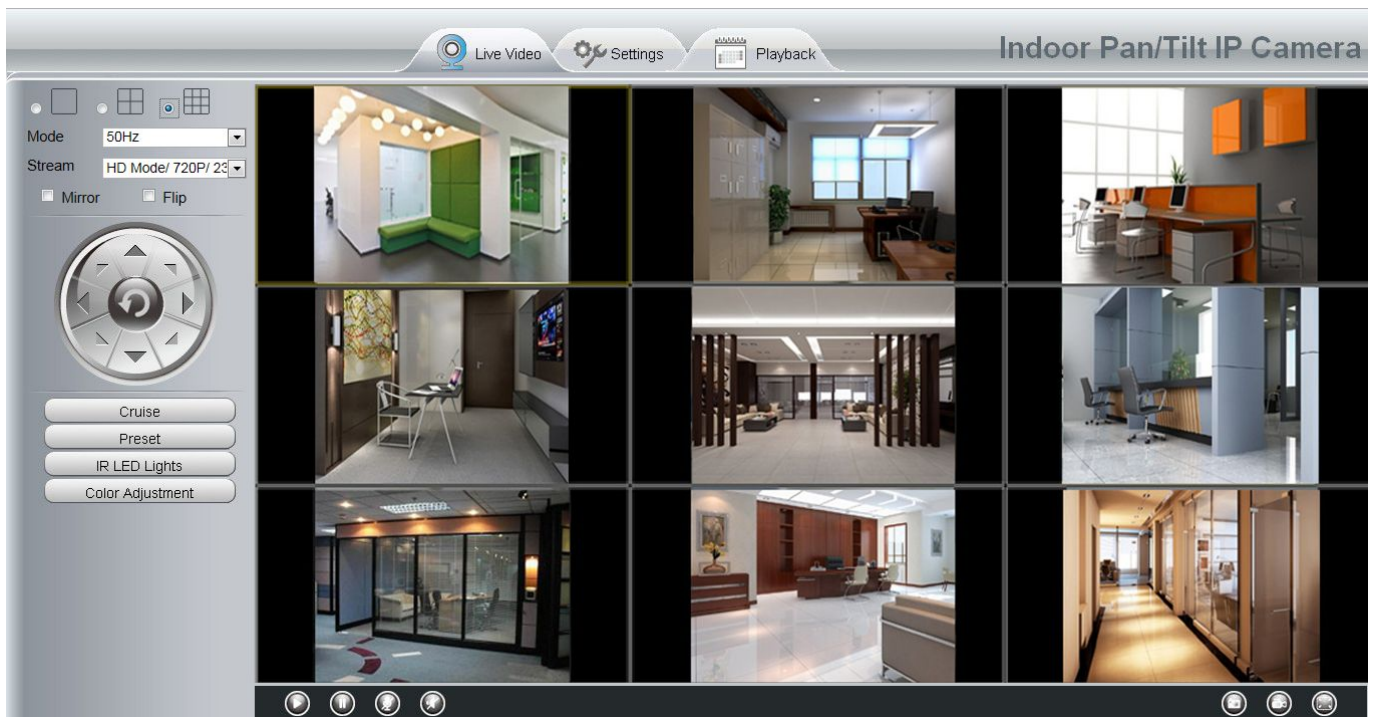 Live Video
Settings
Playback
Indoor Pan/Tilt IP Camera
Mode
50Hz
Stream
HD Mode/ 720P/ 23
Mirror
Flip
Cruise
Preset
IR LED Lights
Color Adjustment